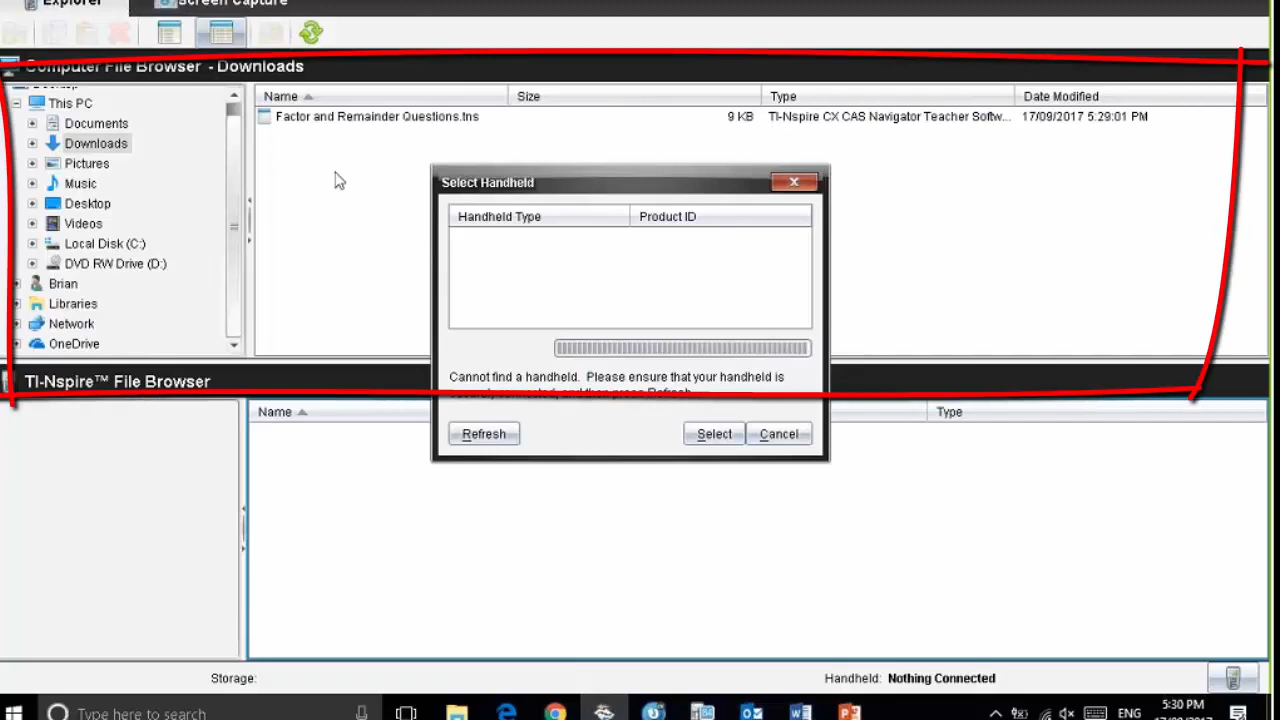 Explorer Screen Capture
Computer File Browser - Downloads
Name Size Type Date Modified
This PC
Factor and Remainder Questions.tns 9 KB TI-Nspire CX CAS Navigator Teacher Softw... 17/09/2017 5:29:01 PM
Documents
Downloads
Pictures
Music
Desktop
Videos
Local Disk (C:)
DVD RW Drive (D:)
Brian
Libraries
Network
OneDrive
Select Handheld
Handheld Type Product ID
Cannot find a handheld. Please ensure that your handheld is
Refresh Select Cancel
TI-Nspire™ File Browser
Name Type
Storage: Handheld: Nothing Connected
Type here to search ENG 5:30 PM